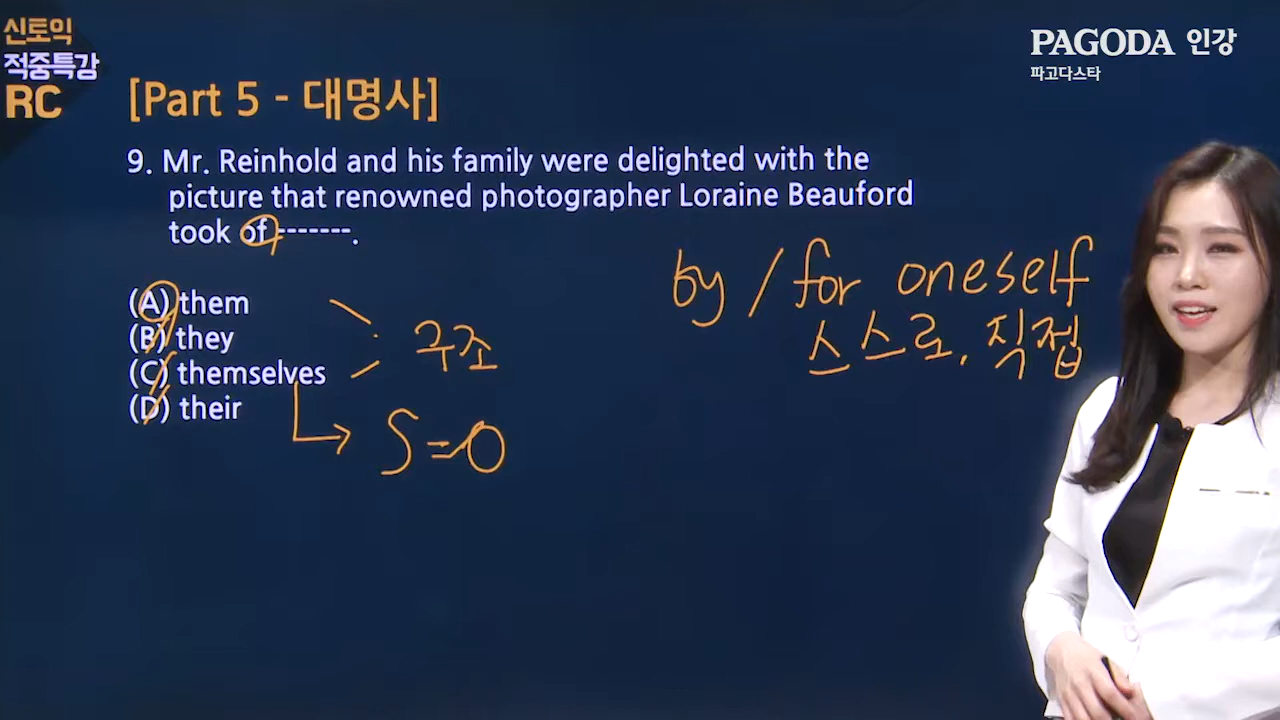 신토익
적중특강
RC
PAGODA 인강
파고다스타
[Part 5 - 대명사]
9. Mr. Reinhold and his family were delighted with the
picture that renowned photographer Loraine Beauford
took of -------.
(A) them
(B) they
(C) themselves
(D) their
구조
S=O
by / for oneself
스스로, 직접